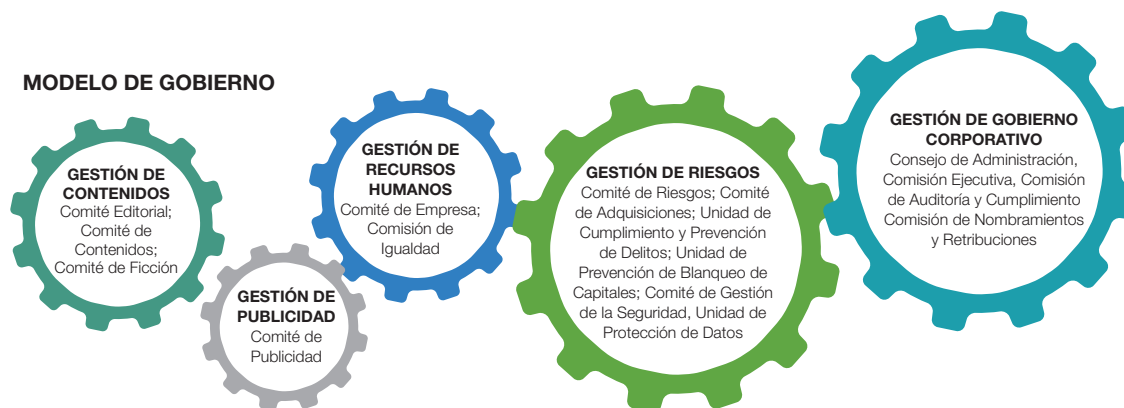 MODELO DE GOBIERNO
GESTIÓN DE
CONTENIDOS
Comité Editorial;
Comité de
Contenidos;
Comité de Ficción
GESTIÓN DE
PUBLICIDAD
Comité de
Publicidad
GESTIÓN DE
RECURSOS
HUMANOS
Comité de Empresa;
Comisión de
Igualdad
GESTIÓN DE RIESGOS
Comité de Riesgos; Comité
de Adquisiciones; Unidad de
Cumplimiento y Prevención
de Delitos; Unidad de
Prevención de Blanqueo de
Capitales; Comité de Gestión
de la Seguridad, Unidad de
Protección de Datos
GESTIÓN DE GOBIERNO
CORPORATIVO
Consejo de Administración,
Comisión Ejecutiva, Comisión
de Auditoría y Cumplimiento
Comisión de Nombramientos
y Retribuciones